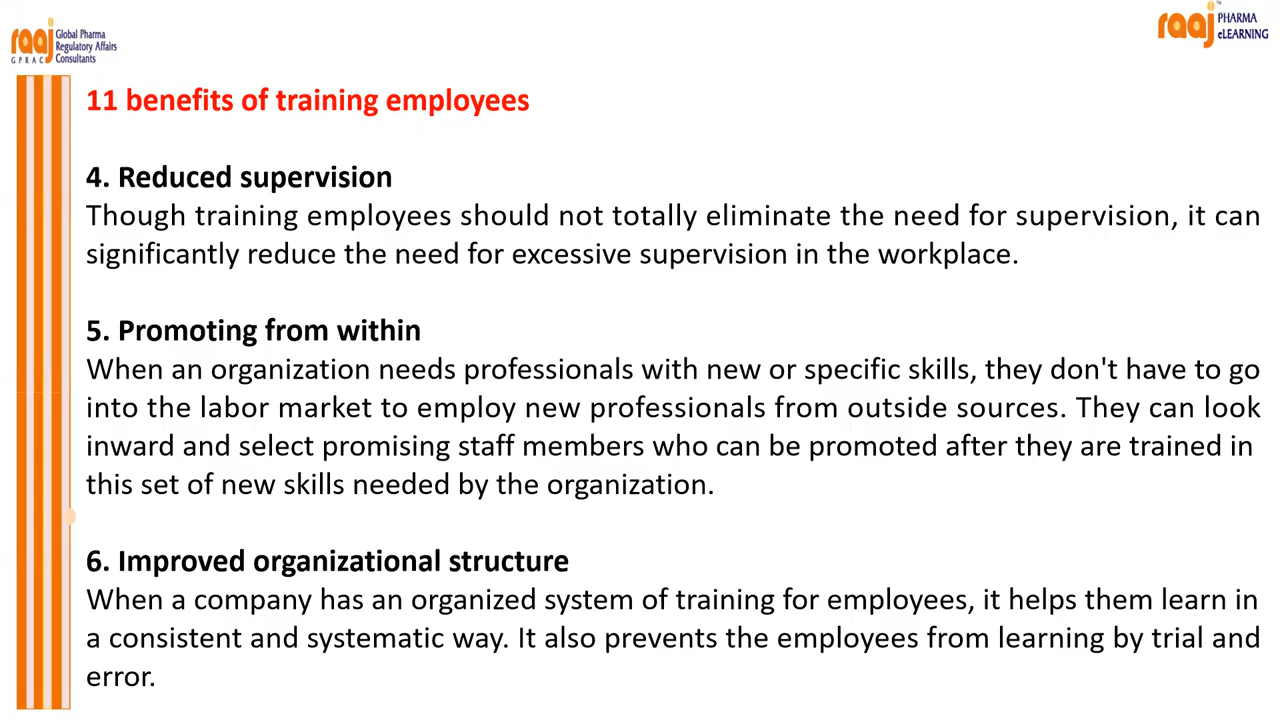 raaj Global Pharma
Regulatory Affairs
Consultants
GPRAC
raaj PHARMA
eLEARNING
TM
11 benefits of training employees
4. Reduced supervision
Though training employees should not totally eliminate the need for supervision, it can
significantly reduce the need for excessive supervision in the workplace.
5. Promoting from within
When an organization needs professionals with new or specific skills, they don't have to go
into the labor market to employ new professionals from outside sources. They can look
inward and select promising staff members who can be promoted after they are trained in
this set of new skills needed by the organization.
6. Improved organizational structure
When a company has an organized system of training for employees, it helps them learn in
a consistent and systematic way. It also prevents the employees from learning by trial and
error.